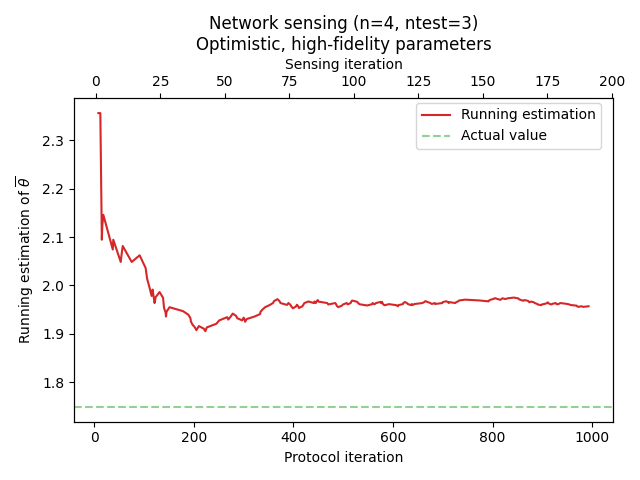 Network sensing (n=4, ntest=3)
Optimistic, high-fidelity parameters
Sensing iteration
0 25 50 75 100 125 150 175 200
Running estimation
Actual value
2.3
2.2
2.1
2.0
1.9
1.8
Running estimation of θ̅
0 200 400 600 800 1000
Protocol iteration